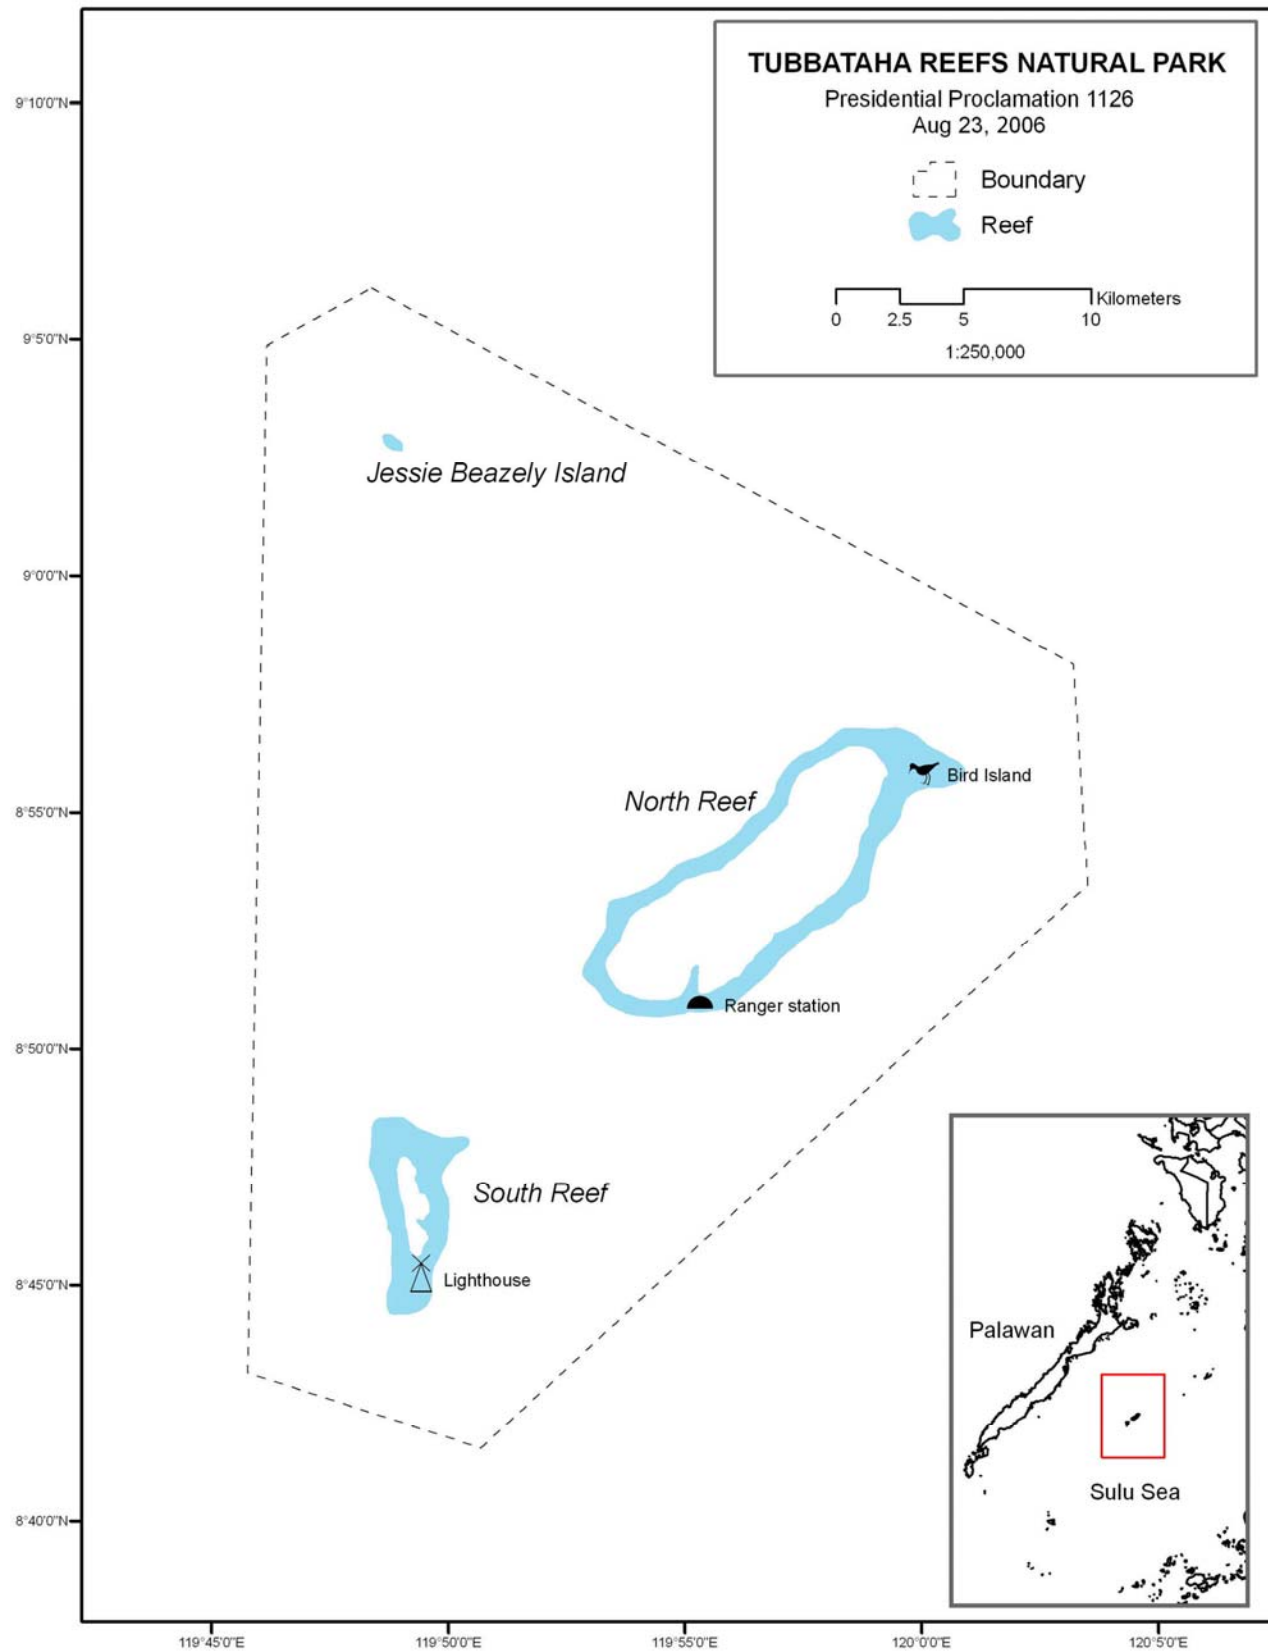 TUBBATAHA REEFS NATURAL PARK
Presidential Proclamation 1126
Aug 23, 2006
Boundary
Reef
Kilometers
0 2.5 5 10
1:250,000
9°10'0"N
9°5'0"N
Jessie Beazely Island
9°0'0"N
Bird Island
North Reef
8°55'0"N
Ranger station
8°50'0"N
South Reef
Lighthouse
8°45'0"N
Palawan
Sulu Sea
8°40'0"N
119°45'0"E 119°50'0"E 119°55'0"E 120°0'0"E 120°5'0"E